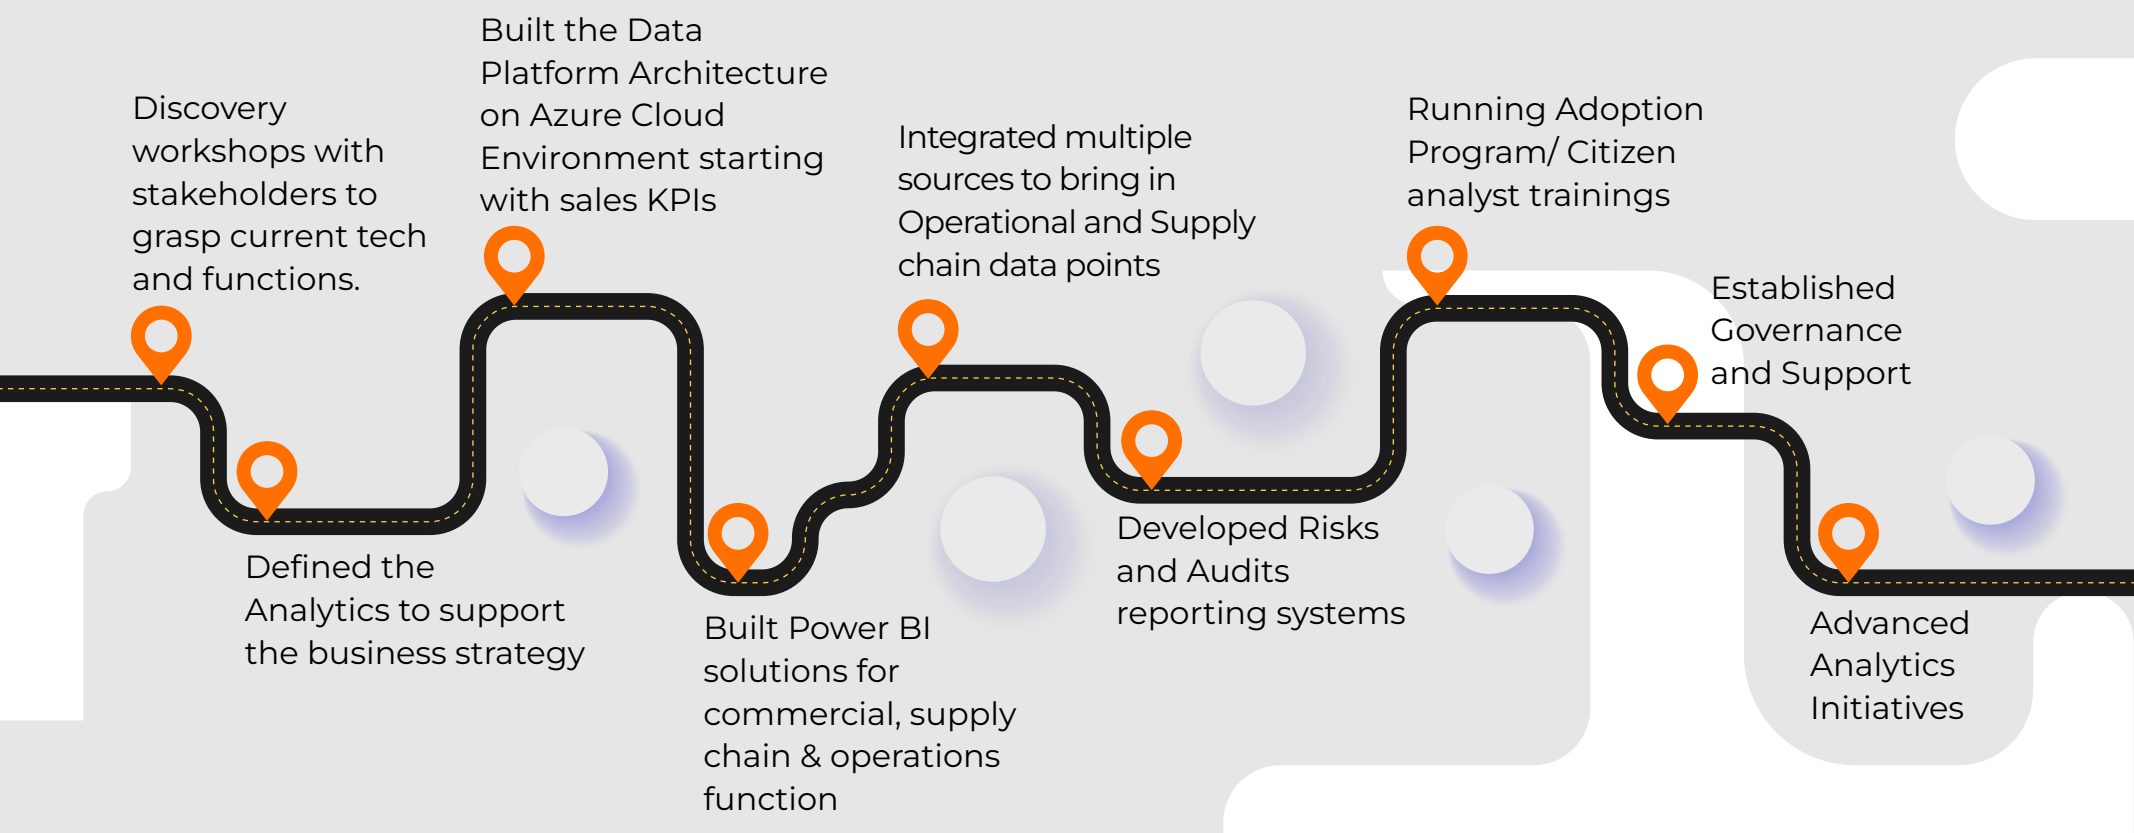 Discovery
workshops with
stakeholders to
grasp current tech
and functions.
Defined the
Analytics to support
the business strategy
Built the Data
Platform Architecture
on Azure Cloud
Environment starting
with sales KPIs
Built Power BI
solutions for
commercial, supply
chain & operations
function
Integrated multiple
sources to bring in
Operational and Supply
chain data points
Developed Risks
and Audits
reporting systems
Running Adoption
Program/ Citizen
analyst trainings
Established
Governance
and Support
Advanced
Analytics
Initiatives